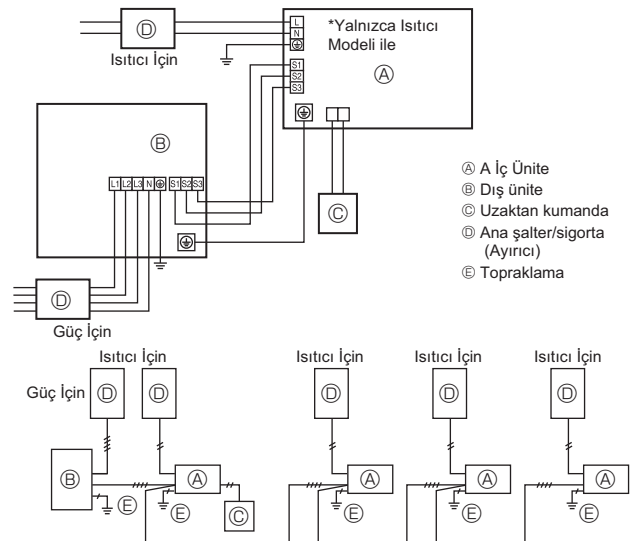 Ⓓ
Isıtıcı İçin
L
N
*Yalnızca Isıtıcı
Modeli ile
Ⓐ
S1
S2
S3
Ⓑ
L1 L2 L3 N S1 S2 S3
Ⓒ
Ⓓ
Güç İçin
Ⓐ A İç Ünite
Ⓑ Dış ünite
Ⓒ Uzaktan kumanda
Ⓓ Ana şalter/sigorta
(Ayırıcı)
Ⓔ Topraklama
Isıtıcı İçin Isıtıcı İçin Isıtıcı İçin Isıtıcı İçin
Güç İçin Ⓓ Ⓓ Ⓓ Ⓓ Ⓓ
Ⓑ Ⓐ Ⓐ Ⓐ Ⓐ
Ⓔ Ⓔ Ⓒ Ⓔ Ⓔ Ⓔ